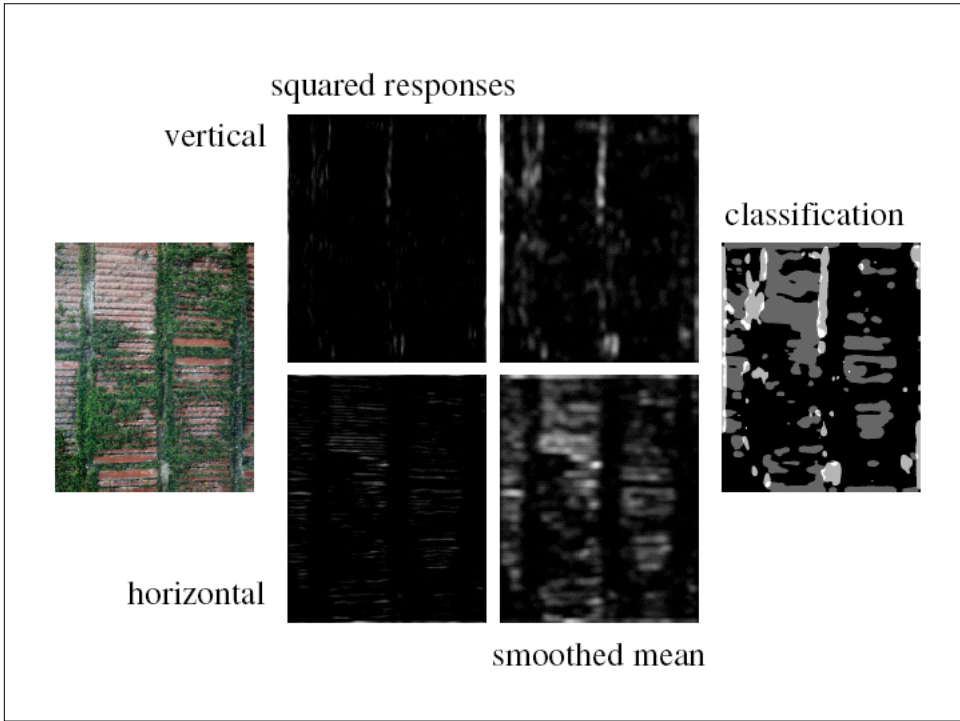 squared responses
vertical
classification
horizontal
smoothed mean